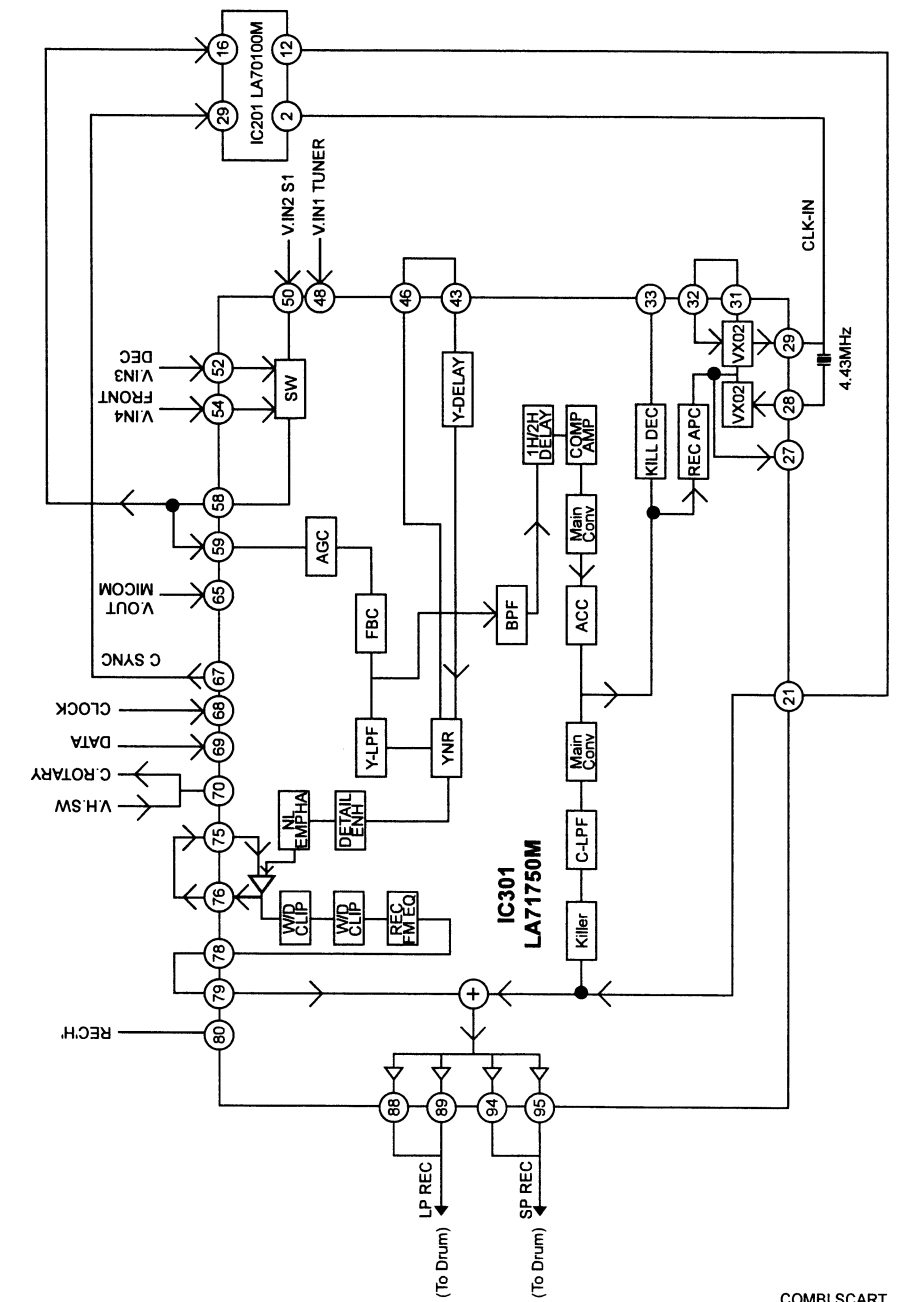 16
12
IC201 LA70100M
29
2
V.IN2 S1
V.IN1 TUNER
CLK-IN
50
48
46
43
33
32
31
V.IN3
DEC
52
V.IN4
FRONT
54
SW
Y-DELAY
VX02
29
VX02
28
4.43MHz
1H/2H
DELAY
COMP
AMP
KILL DEC
REC APC
27
58
59
AGC
Main
Conv
V.OUT
MICOM
65
FBC
BPF
ACC
C SYNC
67
CLOCK
68
DATA
69
Y-LPF
YNR
Main
Conv
21
C.ROTARY
V.H.SW
70
75
NL
EMPHA
DETAIL
ENH
C-LPF
76
W/D
CLIP
W/D
CLIP
REC
FM EQ
IC301
LA71750M
Killer
78
79
+
REC'H'
80
88
89
94
95
LP REC
(To Drum)
SP REC
(To Drum)
COMBI SCART